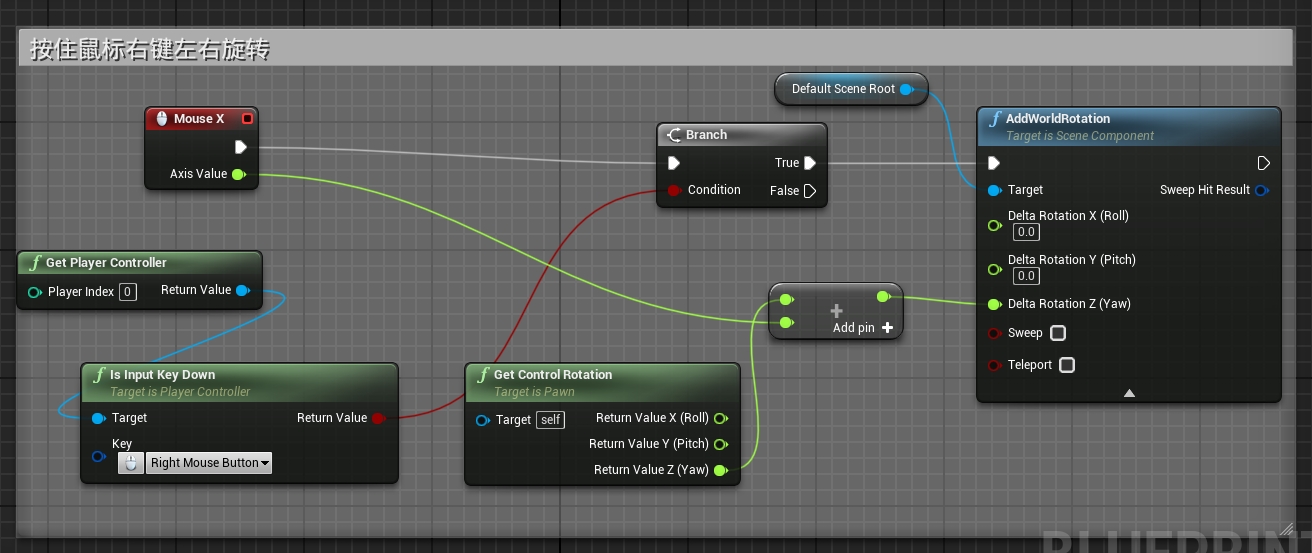 按住鼠标右键左右旋转
Mouse X
Axis Value
Get Player Controller
Player Index 0
Return Value
Is Input Key Down
Target is Player Controller
Target
Return Value
Key
Right Mouse Button
Branch
True
Condition
False
Get Control Rotation
Target is Pawn
Target self
Return Value X (Roll)
Return Value Y (Pitch)
Return Value Z (Yaw)
Add pin
Default Scene Root
f AddWorldRotation
Target is Scene Component
Target
Sweep Hit Result
Delta Rotation X (Roll)
0.0
Delta Rotation Y (Pitch)
0.0
Delta Rotation Z (Yaw)
Sweep
Teleport